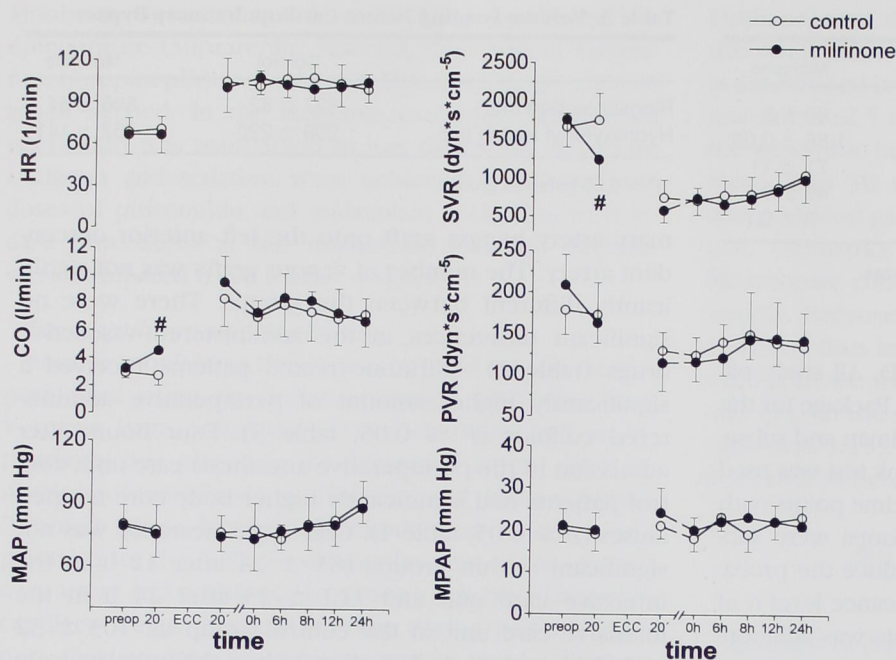 control
milrinone
HR (1/min)
120
90
60
30
0
CO (l/min)
12
10
8
6
4
2
0
#
MAP (mm Hg)
120
90
60
preop 20' ECC 20' 0h 6h 8h 12h 24h
time
SVR (dyn*s*cm-5)
2500
2000
1500
1000
500
#
PVR (dyn*s*cm-5)
250
200
150
100
50
MPAP (mm Hg)
40
30
20
10
0
preop 20' ECC 20' 0h 6h 8h 12h 24h
time